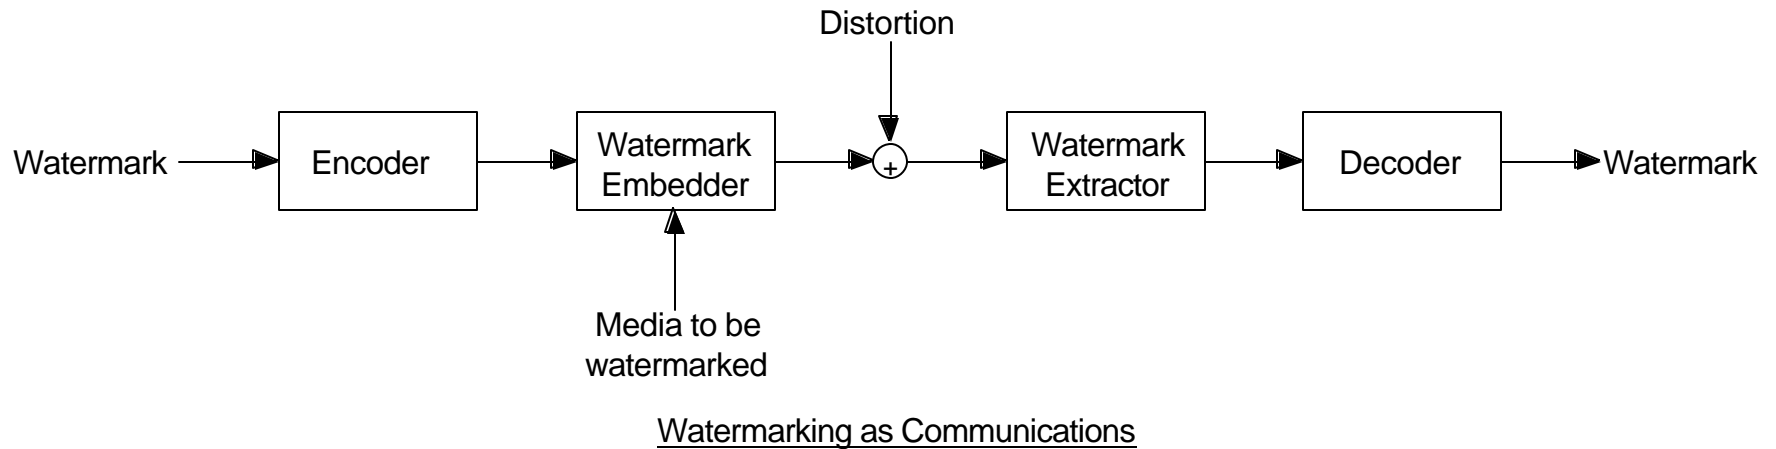 Distortion
Watermark
Encoder
Watermark
Embedder
+
Watermark
Extractor
Decoder
Watermark
Media to be
watermarked
Watermarking as Communications